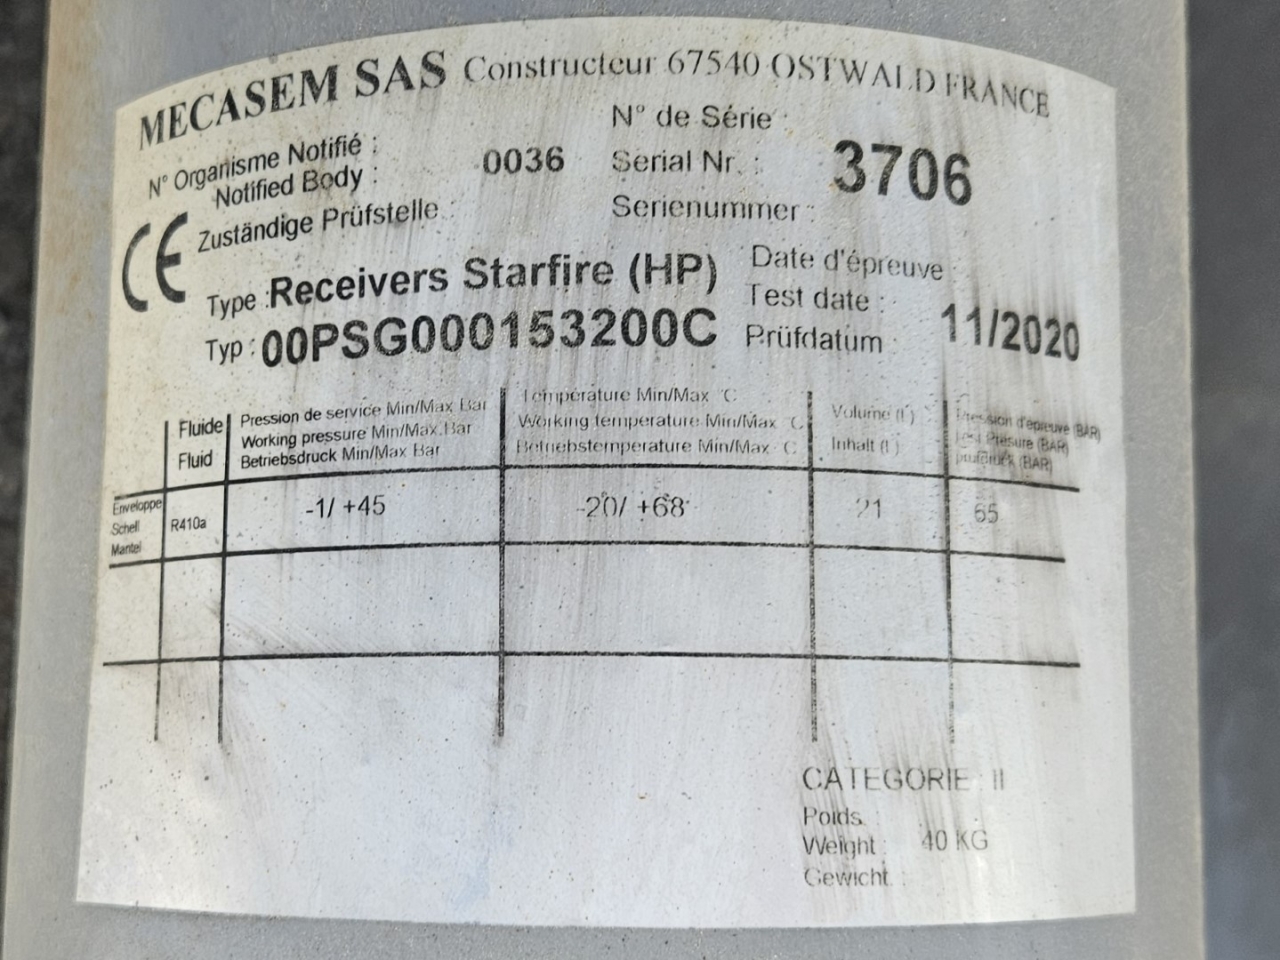 MECASEM SAS Constructeur 67540 OSTWALD FRANCE
N° Organisme Notifié :
Notified Body :
Zuständige Prüfstelle :
0036
N° de Série :
Serial Nr. :
Serienummer :
3706
CE
Type : Receivers Starfire (HP)
Typ : 00PSG000153200C
Date d'épreuve :
Test date :
Prüfdatum :
11/2020
Fluide
Fluid
Pression de service Min/Max Bar
Working pressure Min/Max Bar
Betriebsdruck Min/Max Bar
Température Min/Max °C
Working temperature Min/Max C
Betriebstemperature Min/Max C
Volume (l)
Inhalt (l)
Pression d'épreuve (BAR)
Test Présure (BAR)
prüfdruck (BAR)
Enveloppe
Schell
Mantel
R410a
-1/ +45
-20/ +68
21
65
CATEGORIE II
Poids
Weight :
Gewicht
40 KG